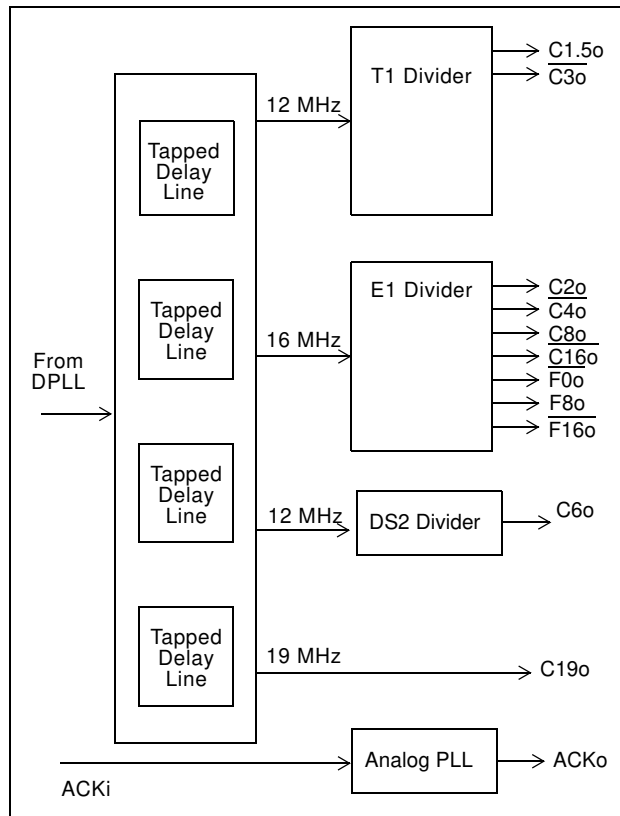 T1 Divider
C1.5o
C3o
12 MHz
Tapped
Delay
Line
E1 Divider
C2o
C4o
C8o
C16o
F0o
F8o
F16o
16 MHz
Tapped
Delay
Line
From
DPLL
Tapped
Delay
Line
12 MHz
DS2 Divider
C6o
Tapped
Delay
Line
19 MHz
C19o
ACKi
Analog PLL
ACKo